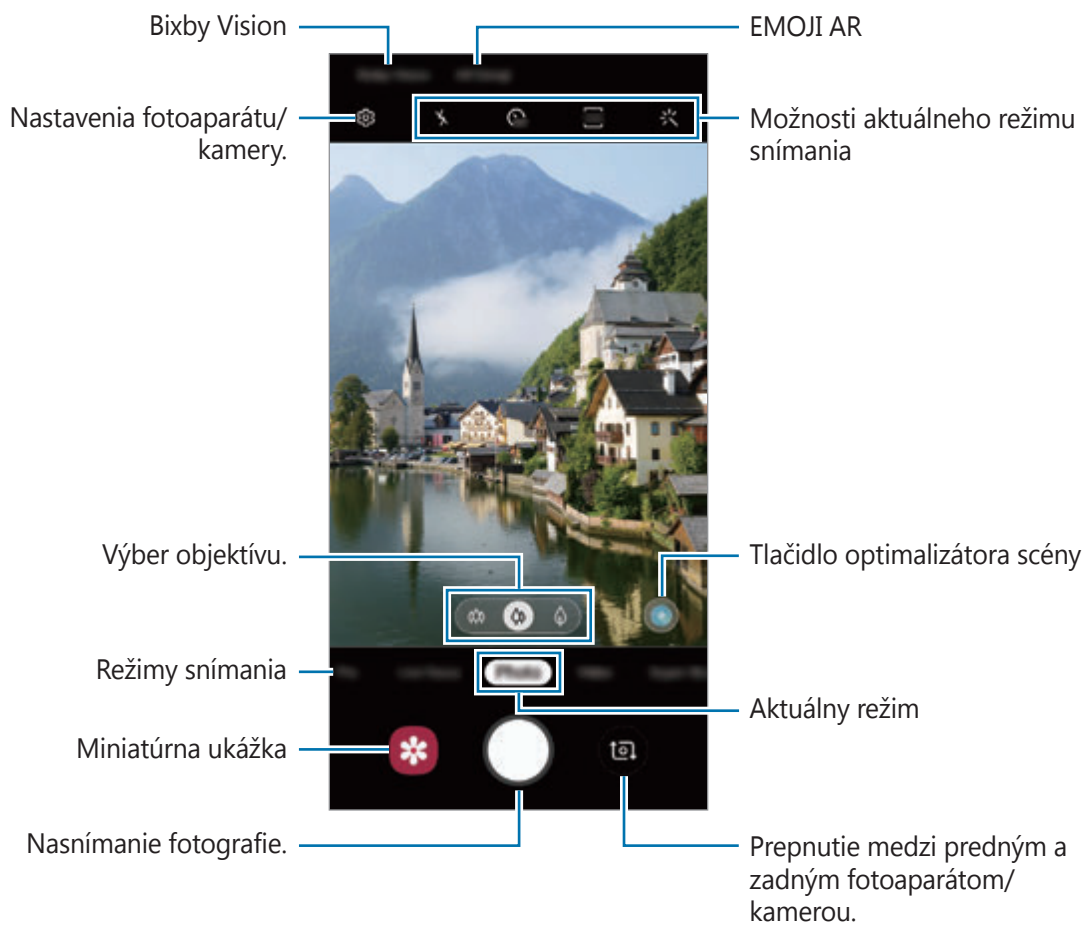 Bixby Vision
EMOJI AR
Nastavenia fotoaparátu/
kamery.
Možnosti aktuálneho režimu
snímania
Výber objektívu.
Tlačidlo optimalizátora scény
Režimy snímania
Aktuálny režim
Miniatúrna ukážka
Nasnímanie fotografie.
Prepnutie medzi predným a
zadným fotoaparátom/
kamerou.